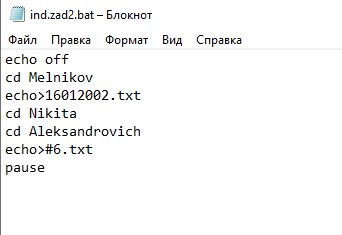 ind.zad2.bat – Блокнот
Файл Правка Формат Вид Справка
echo off
cd Melnikov
echo>16012002.txt
cd Nikita
cd Aleksandrovich
echo>#6.txt
pause